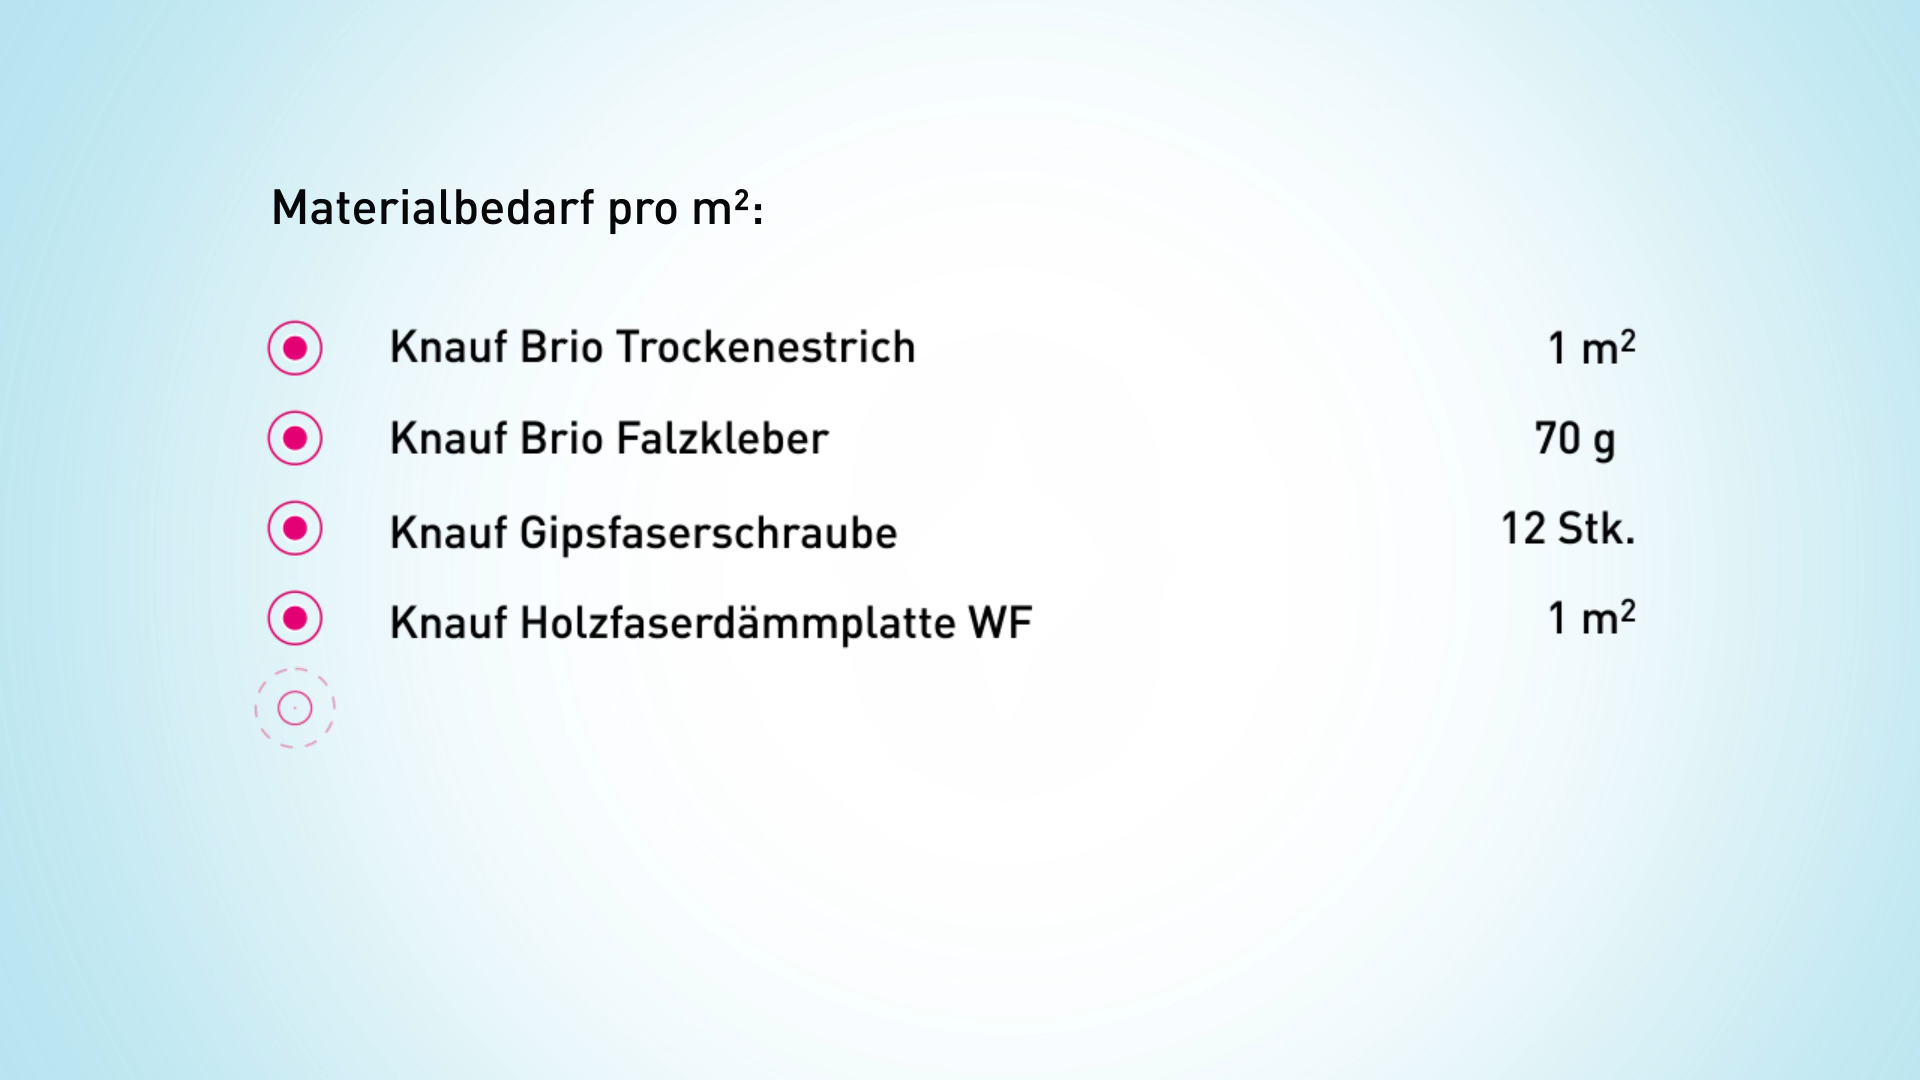 Materialbedarf pro m²:
Knauf Brio Trockenestrich 1 m²
Knauf Brio Falzkleber 70 g
Knauf Gipsfaserschraube 12 Stk.
Knauf Holzfaserdämmplatte WF 1 m²